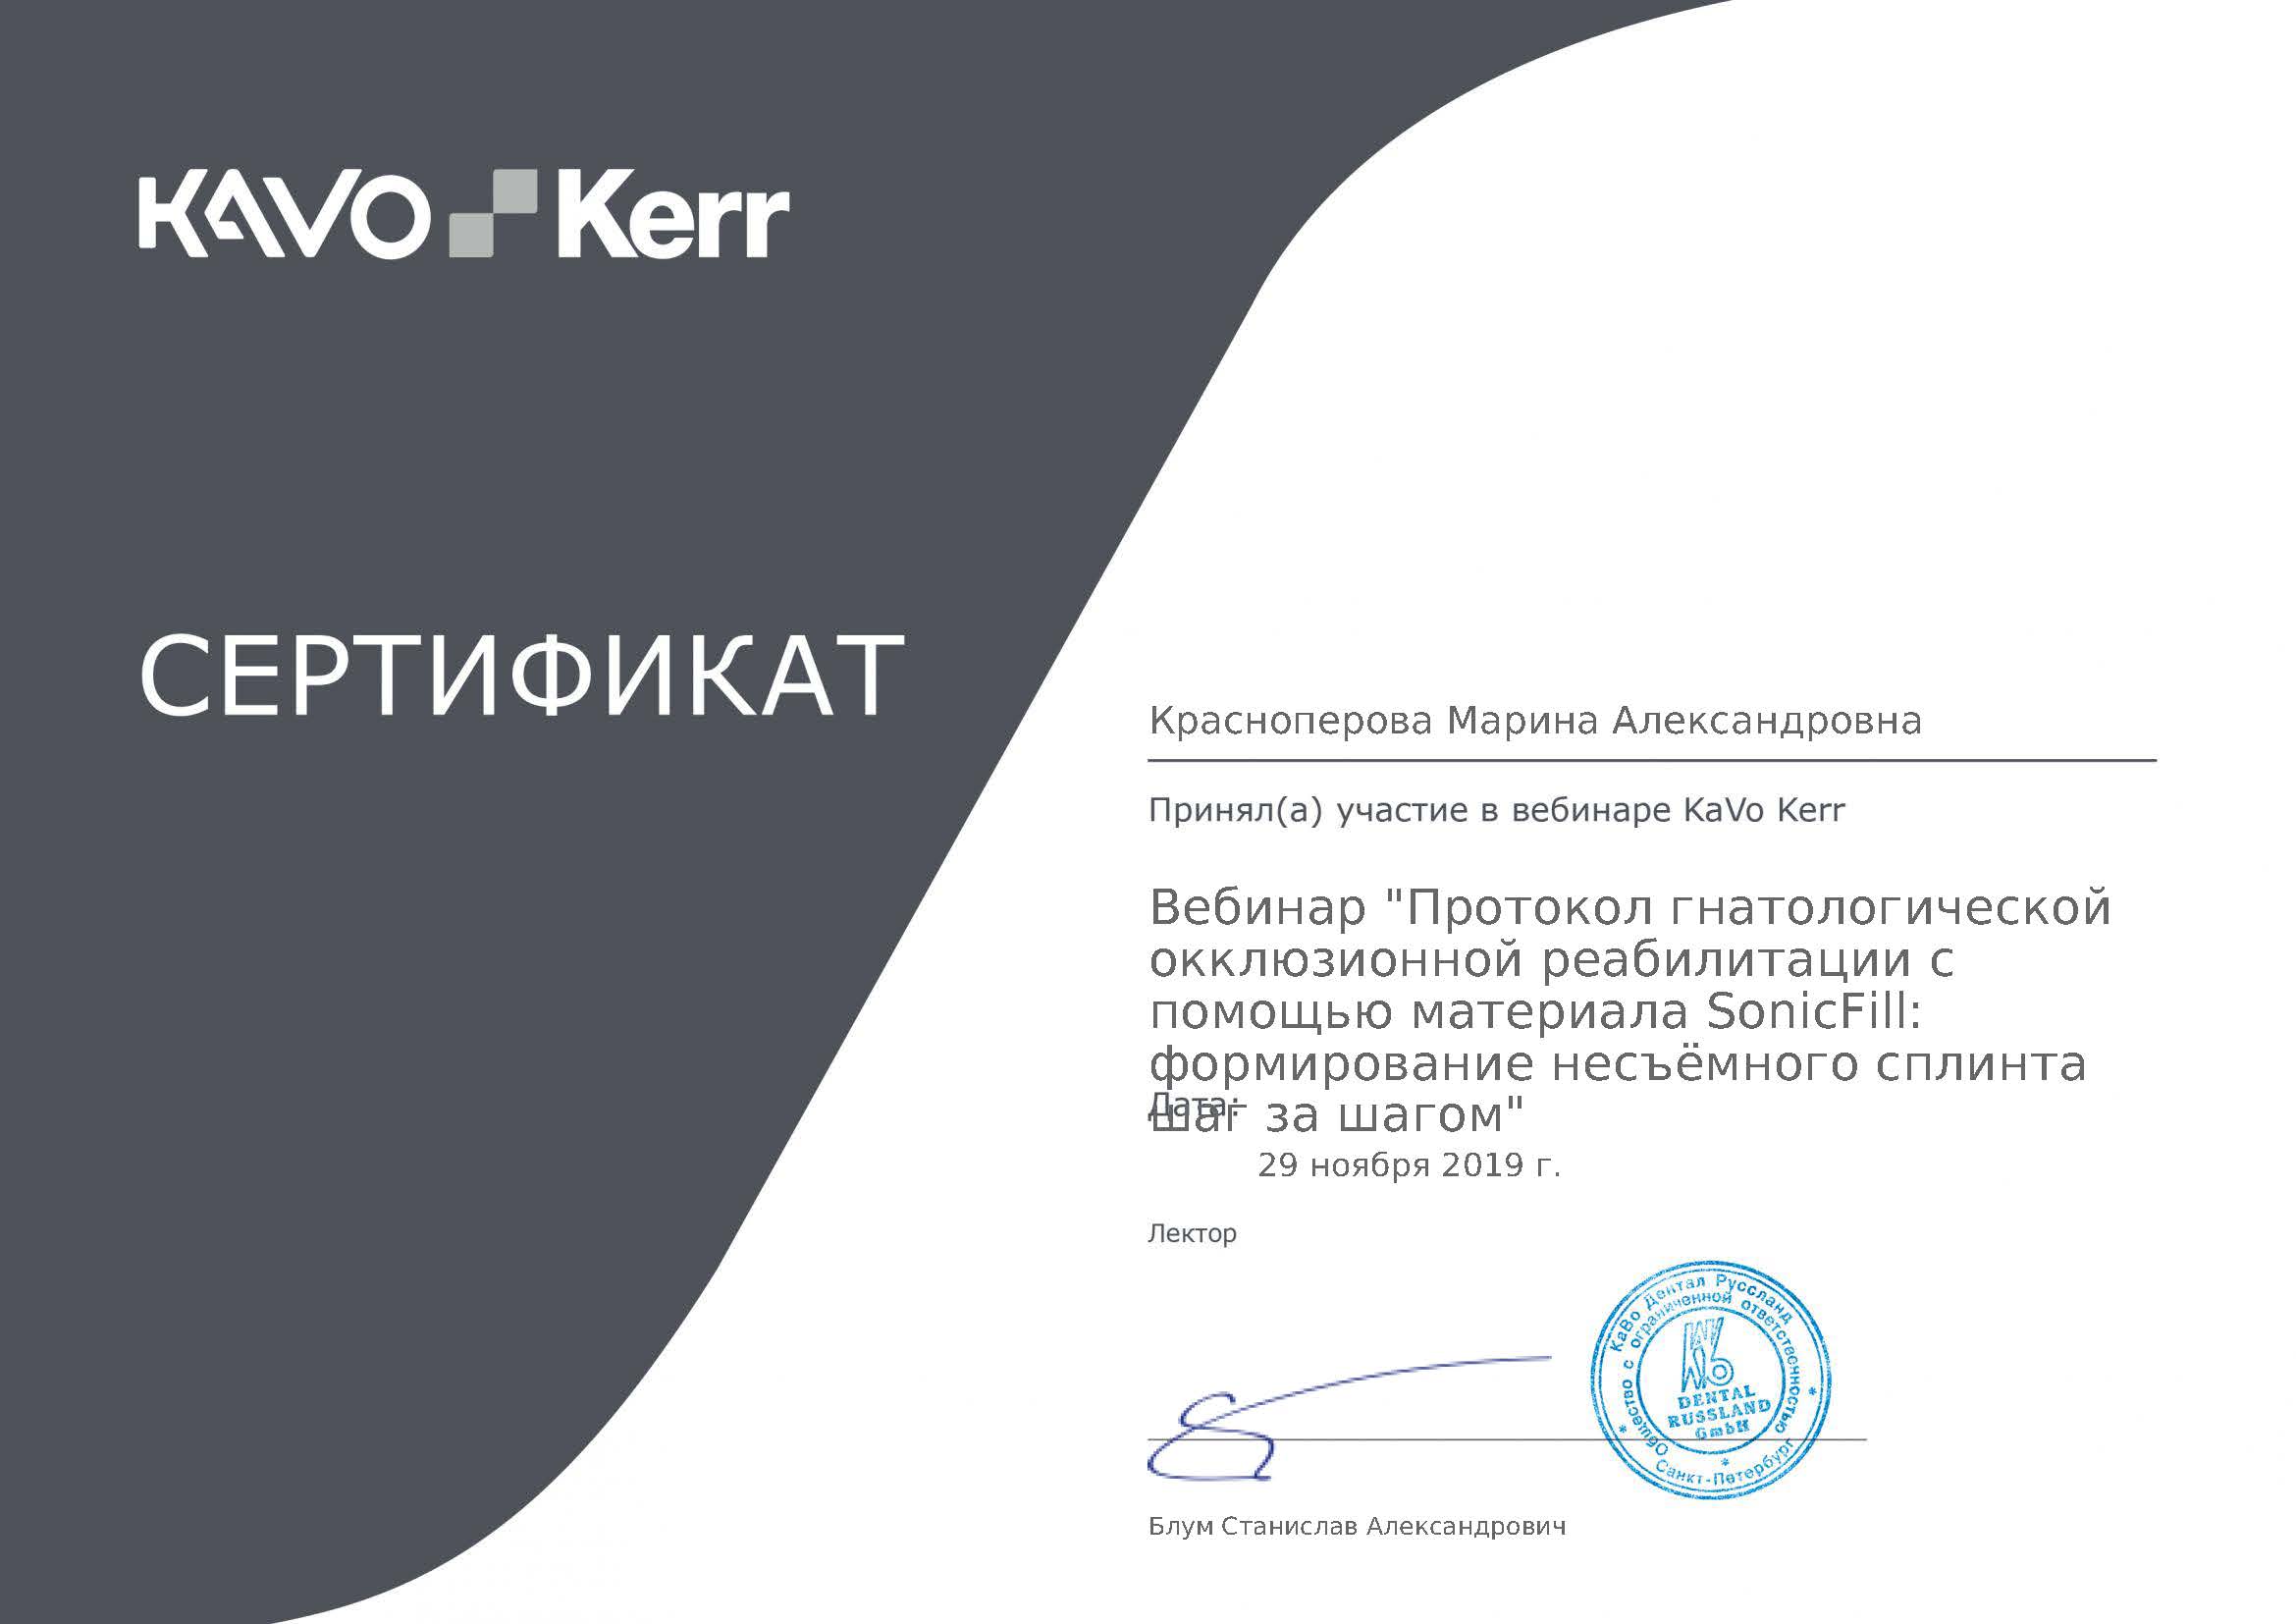 KAVO Kerr
СЕРТИФИКАТ
Красноперова Марина Александровна
Принял(а) участие в вебинаре KaVo Kerr
Вебинар "Протокол гнатологической
окклюзионной реабилитации с
помощью материала SonicFill:
формирование несъёмного сплинта
шаг за шагом"
Дата:
29 ноября 2019 г.
Лектор
КаВо Дентал Руссланд
Общество с ограниченной ответственностью
DENTAL
RUSSLAND
GmbH
Санкт-Петербург
Блум Станислав Александрович